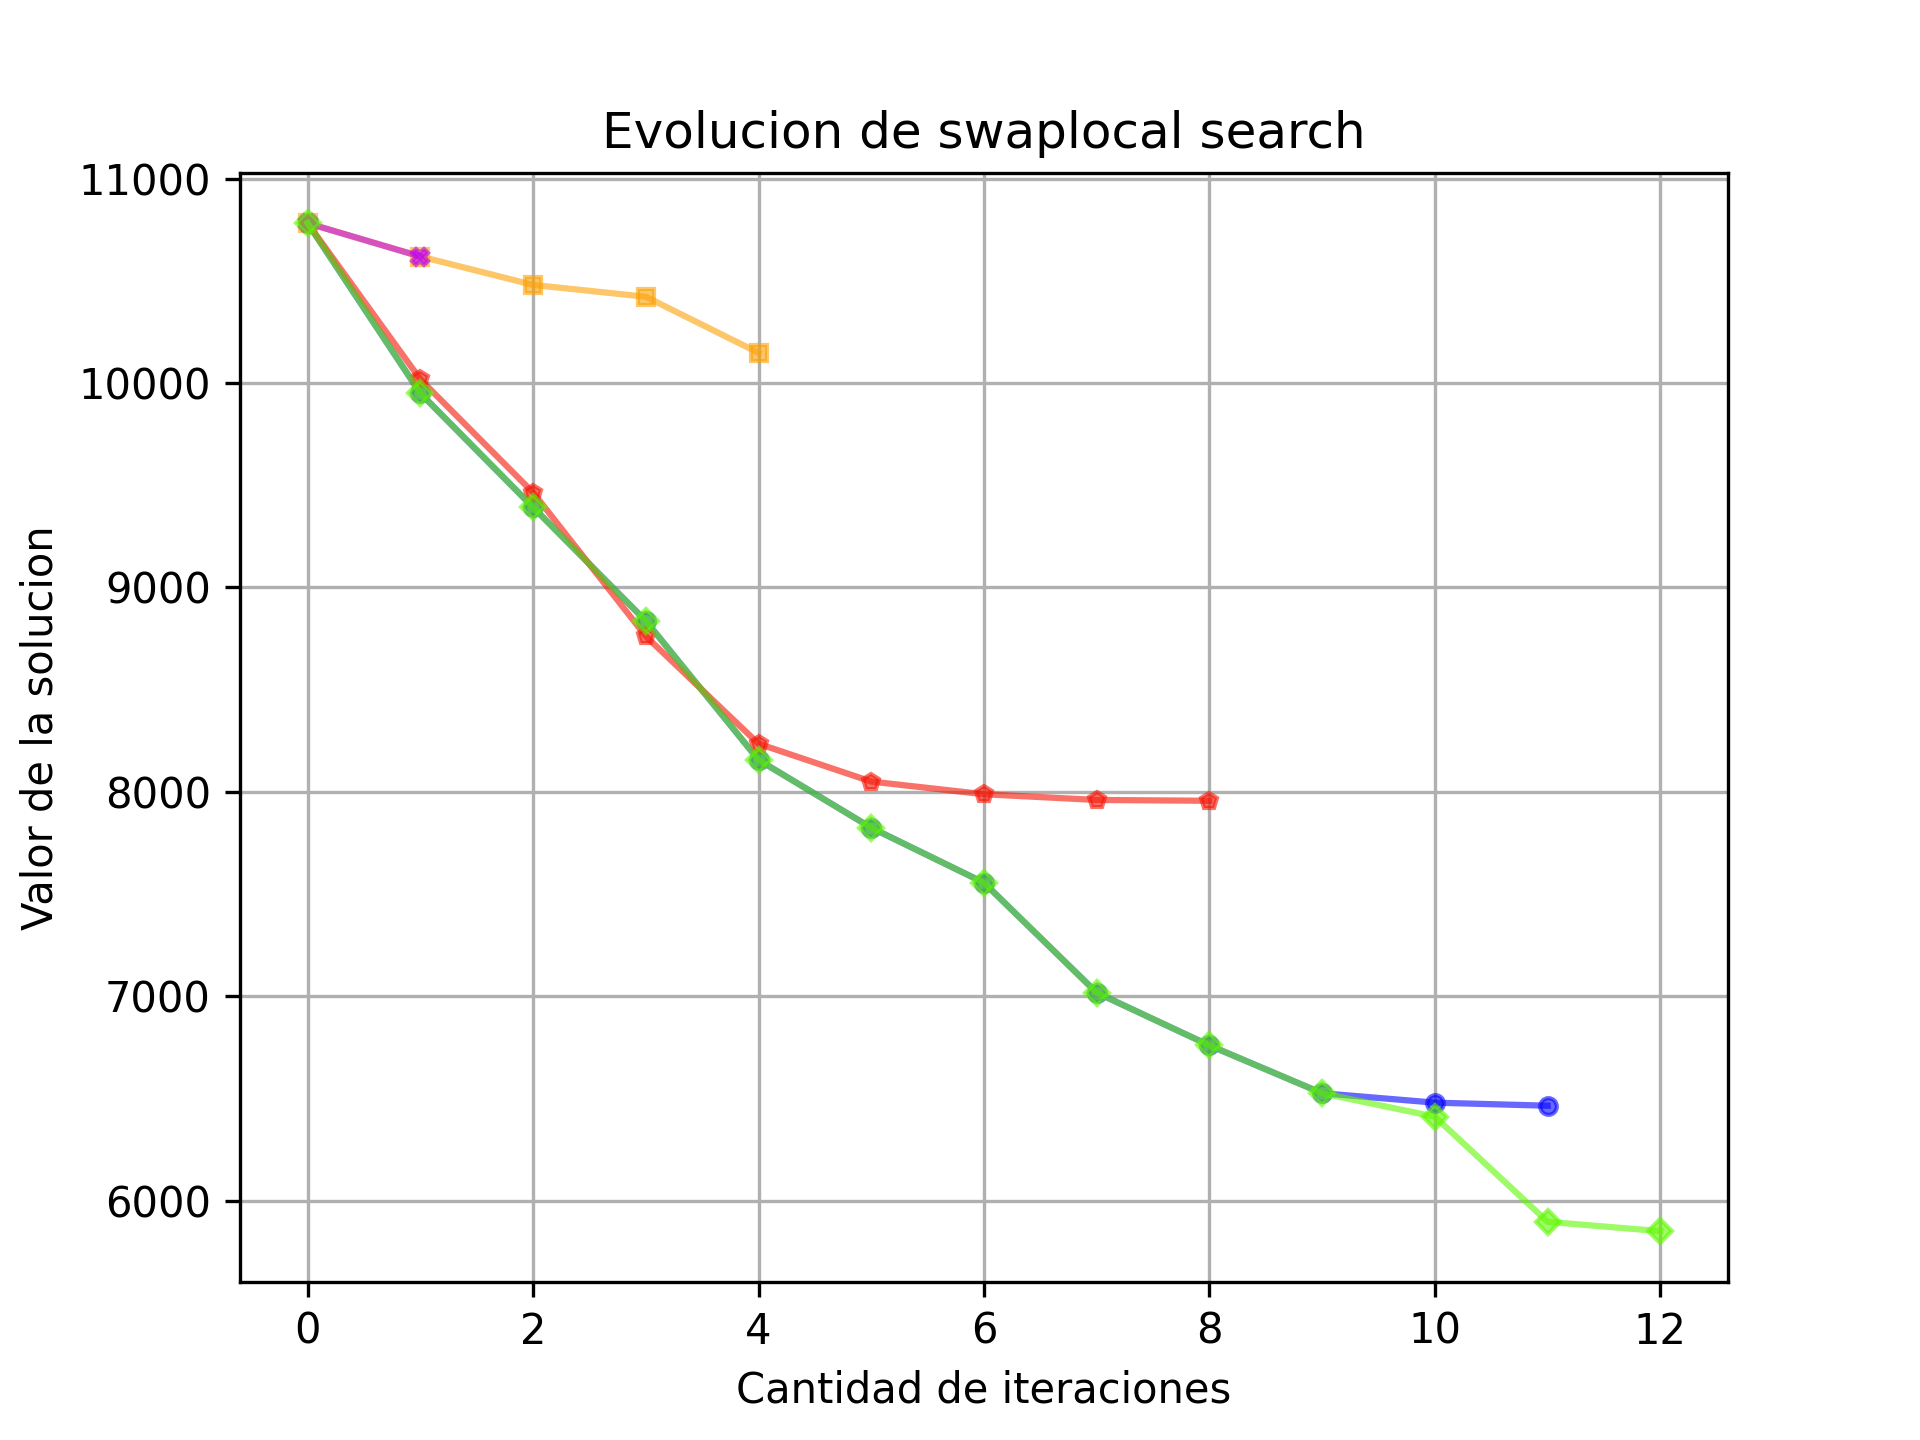 Evolucion de swaplocal search
11000
10000
9000
8000
7000
6000
Valor de la solucion
0 2 4 6 8 10 12
Cantidad de iteraciones